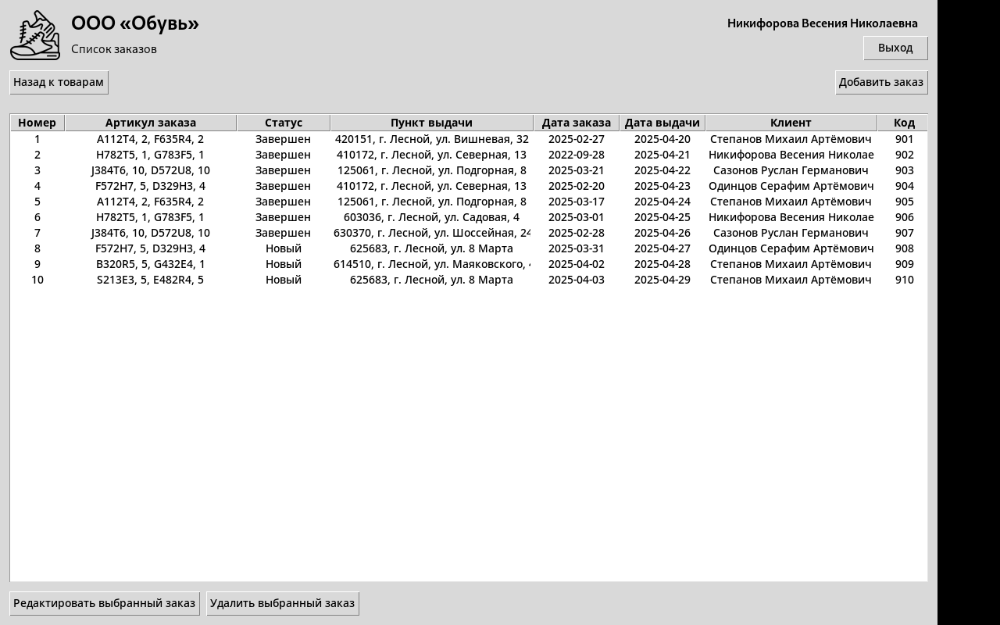 ООО «Обувь»
Никифорова Весения Николаевна
Список заказов
Выход
Назад к товарам
Добавить заказ
Номер Артикул заказа Статус Пункт выдачи Дата заказа Дата выдачи Клиент Код
1 A112T4, 2, F635R4, 2 Завершен 420151, г. Лесной, ул. Вишневая, 32 2025-02-27 2025-04-20 Степанов Михаил Артёмович 901
2 H782T5, 1, G783F5, 1 Завершен 410172, г. Лесной, ул. Северная, 13 2022-09-28 2025-04-21 Никифорова Весения Николае 902
3 J384T6, 10, D572U8, 10 Завершен 125061, г. Лесной, ул. Подгорная, 8 2025-03-21 2025-04-22 Сазонов Руслан Германович 903
4 F572H7, 5, D329H3, 4 Завершен 410172, г. Лесной, ул. Северная, 13 2025-02-20 2025-04-23 Одинцов Серафим Артёмович 904
5 A112T4, 2, F635R4, 2 Завершен 125061, г. Лесной, ул. Подгорная, 8 2025-03-17 2025-04-24 Степанов Михаил Артёмович 905
6 H782T5, 1, G783F5, 1 Завершен 603036, г. Лесной, ул. Садовая, 4 2025-03-01 2025-04-25 Никифорова Весения Николае 906
7 J384T6, 10, D572U8, 10 Завершен 630370, г. Лесной, ул. Шоссейная, 24 2025-02-28 2025-04-26 Сазонов Руслан Германович 907
8 F572H7, 5, D329H3, 4 Новый 625683, г. Лесной, ул. 8 Марта 2025-03-31 2025-04-27 Одинцов Серафим Артёмович 908
9 B320R5, 5, G432E4, 1 Новый 614510, г. Лесной, ул. Маяковского, 2025-04-02 2025-04-28 Степанов Михаил Артёмович 909
10 S213E3, 5, E482R4, 5 Новый 625683, г. Лесной, ул. 8 Марта 2025-04-03 2025-04-29 Степанов Михаил Артёмович 910
Редактировать выбранный заказ
Удалить выбранный заказ